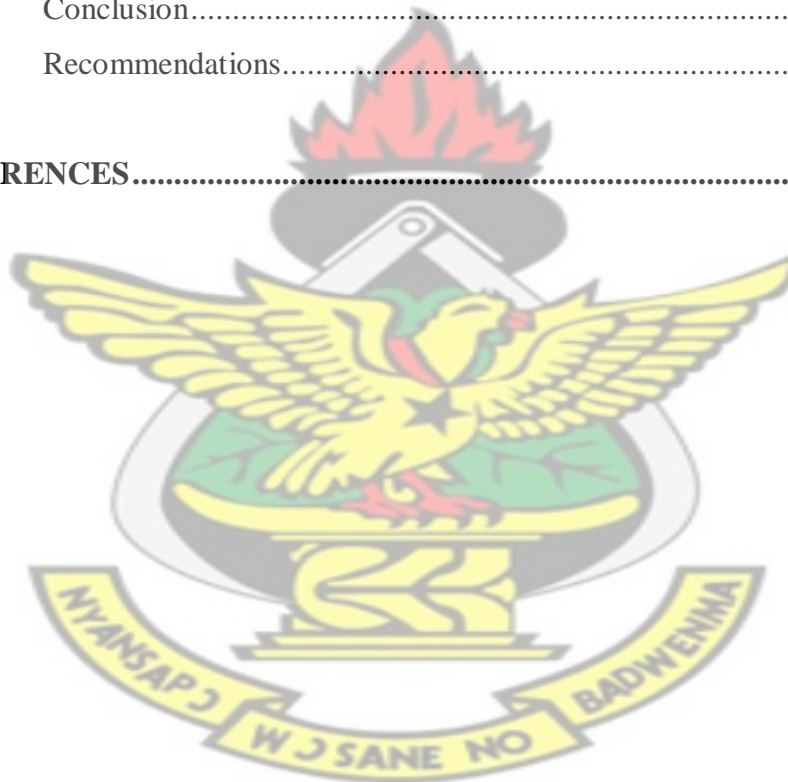 Conclusion..............................................................................
Recommendations..............................................................
RENCES................................................................................
NYANSAPƆ WƆSANE NO BADWENMA